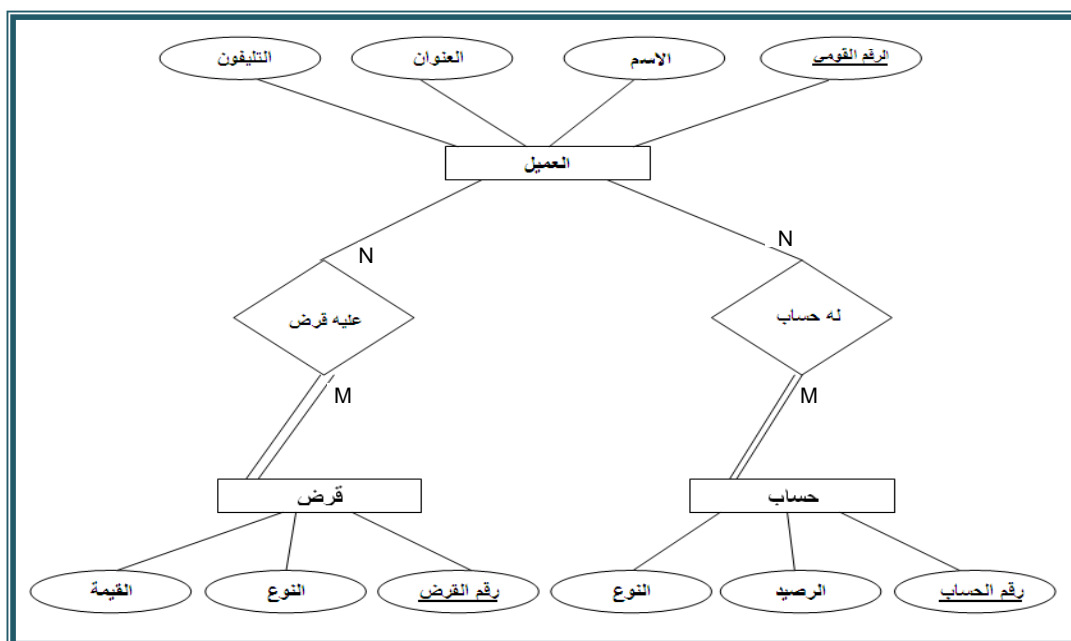 الرقم القومى
الاسم
العنوان
التليفون
العميل
N
N
له حساب
عليه قرض
M
M
حساب
قرض
رقم الحساب
الرصيد
النوع
رقم القرض
النوع
القيمة